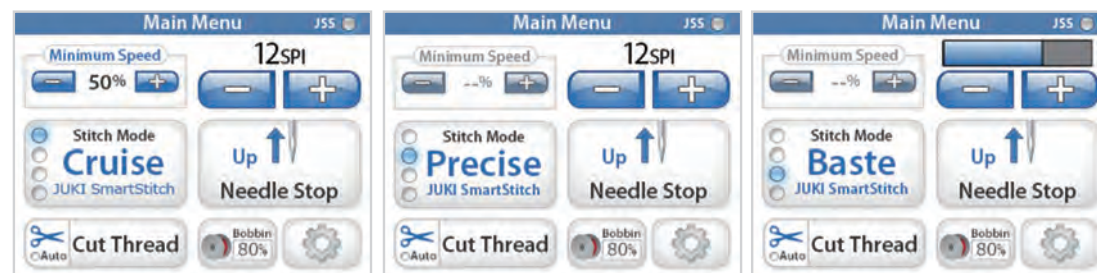 Main Menu JSS
Minimum Speed
50%
12SPI
Stitch Mode
Cruise
JUKI SmartStitch
Up
Needle Stop
Auto
Cut Thread
Bobbin
80%
Main Menu JSS
Minimum Speed
--%
12SPI
Stitch Mode
Precise
JUKI SmartStitch
Up
Needle Stop
Auto
Cut Thread
Bobbin
80%
Main Menu JSS
Minimum Speed
--%
Stitch Mode
Baste
JUKI SmartStitch
Up
Needle Stop
Auto
Cut Thread
Bobbin
80%